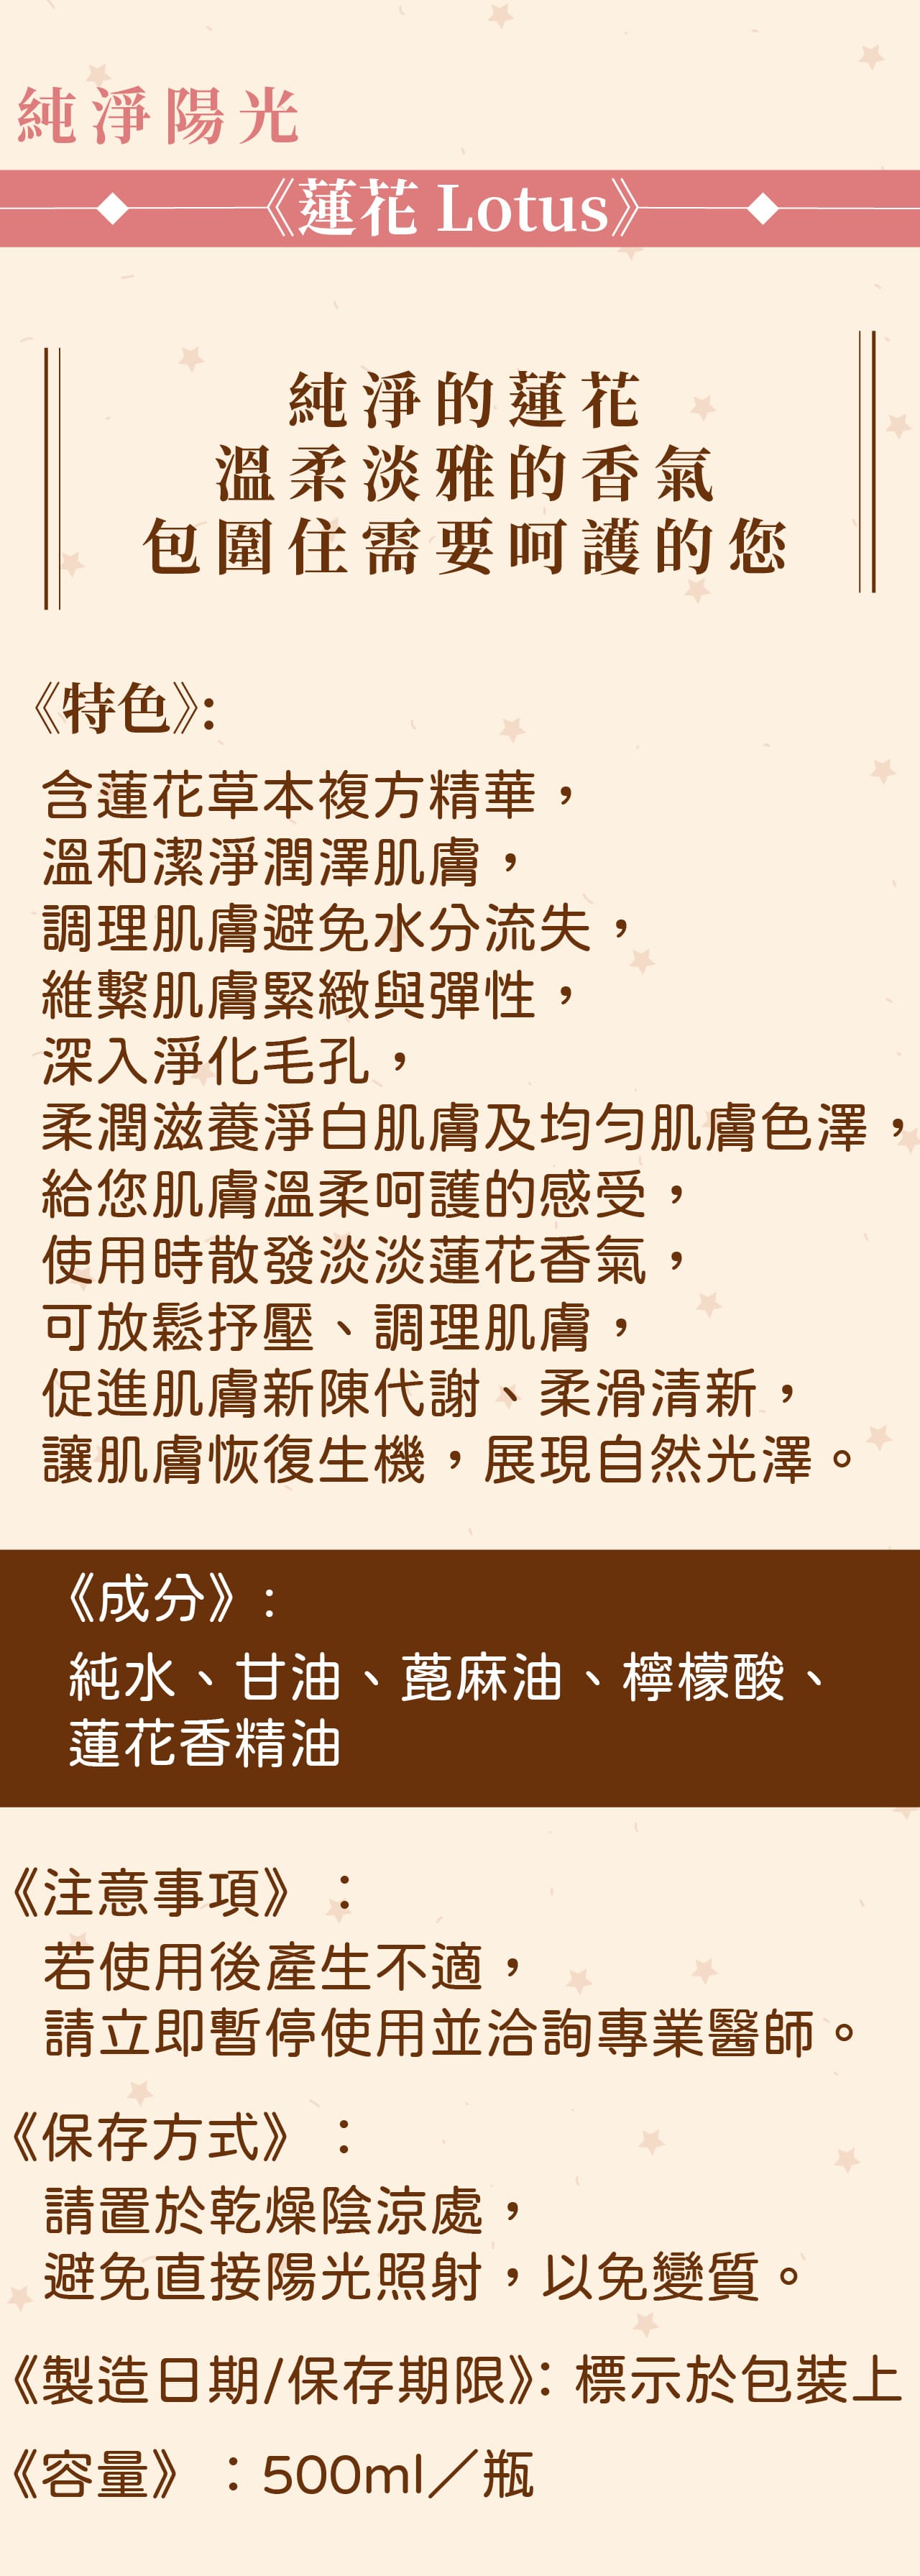 純淨陽光
《蓮花 Lotus》
純淨的蓮花
溫柔淡雅的香氣
包圍住需要呵護的您
《特色》:
含蓮花草本複方精華，
溫和潔淨潤澤肌膚，
調理肌膚避免水分流失，
維繫肌膚緊緻與彈性，
深入淨化毛孔，
柔潤滋養淨白肌膚及均勻肌膚色澤，
給您肌膚溫柔呵護的感受，
使用時散發淡淡蓮花香氣，
可放鬆抒壓、調理肌膚，
促進肌膚新陳代謝、柔滑清新，
讓肌膚恢復生機，展現自然光澤。
《成分》:
純水、甘油、蓖麻油、檸檬酸、
蓮花香精油
《注意事項》：
若使用後產生不適，
請立即暫停使用並洽詢專業醫師。
《保存方式》：
請置於乾燥陰涼處，
避免直接陽光照射，以免變質。
《製造日期/保存期限》: 標示於包裝上
《容量》：500ml／瓶